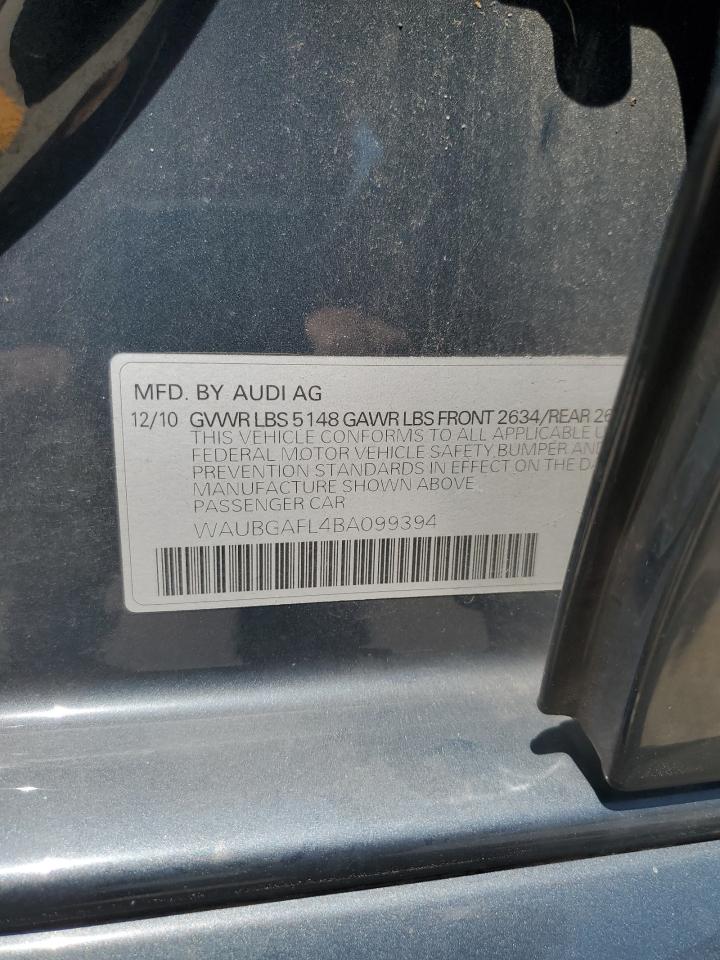 MFD. BY AUDI AG
12/10 GVWR LBS 5148 GAWR LBS FRONT 2634/REAR
THIS VEHICLE CONFORMS TO ALL APPLICABLE
FEDERAL MOTOR VEHICLE SAFETY, BUMPER AND
PREVENTION STANDARDS IN EFFECT ON THE
MANUFACTURE SHOWN ABOVE
PASSENGER CAR
WAUBGAFL4BA099394